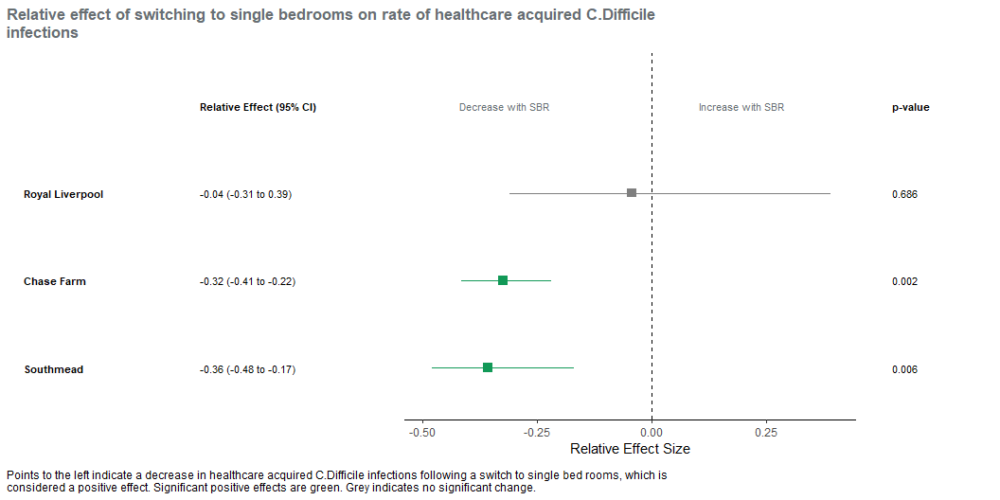 Relative effect of switching to single bedrooms on rate of healthcare acquired C.Difficile
infections
Relative Effect (95% CI) Decrease with SBR Increase with SBR p-value
Royal Liverpool -0.04 (-0.31 to 0.39) 0.686
Chase Farm -0.32 (-0.41 to -0.22) 0.002
Southmead -0.36 (-0.48 to -0.17) 0.006
-0.50 -0.25 0.00 0.25
Relative Effect Size
Points to the left indicate a decrease in healthcare acquired C.Difficile infections following a switch to single bed rooms, which is
considered a positive effect. Significant positive effects are green. Grey indicates no significant change.